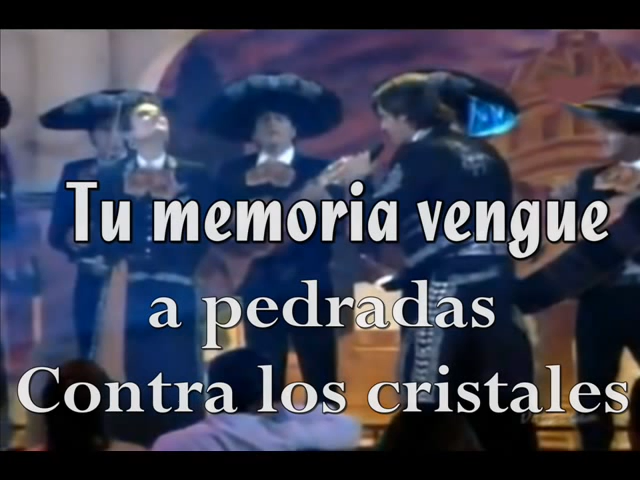 Tu memoria vengue
a pedradas
Contra los cristales